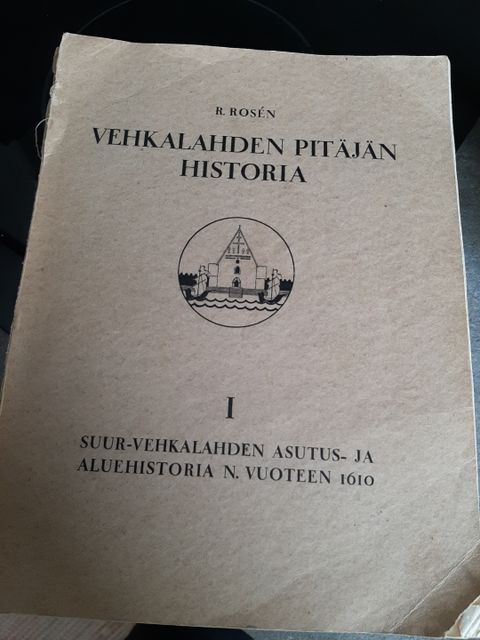 R. ROSÉN
VEHKALAHDEN PITÄJÄN
HISTORIA
I
SUUR-VEHKALAHDEN ASUTUS- JA
ALUEHISTORIA N. VUOTEEN 1610